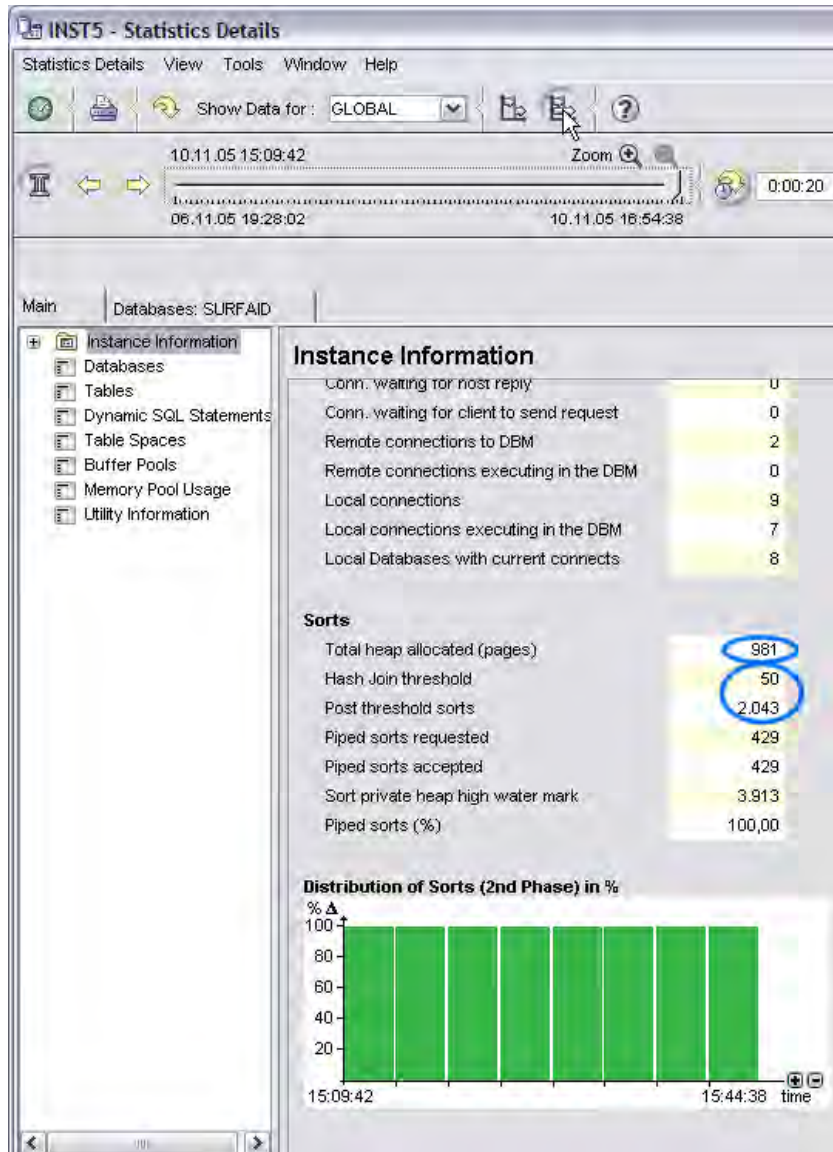 INST5 - Statistics Details
Statistics Details View Tools Window Help
Show Data for : GLOBAL
10.11.05 15:09:42 Zoom
0:00:20
06.11.05 19:28:02 10.11.05 16:54:38
Main Databases: SURFAID
Instance Information
Databases
Tables
Dynamic SQL Statements
Table Spaces
Buffer Pools
Memory Pool Usage
Utility Information
Instance Information
Conn. waiting for host reply 0
Conn. waiting for client to send request 0
Remote connections to DBM 2
Remote connections executing in the DBM 0
Local connections 9
Local connections executing in the DBM 7
Local Databases with current connects 8
Sorts
Total heap allocated (pages) 981
Hash Join threshold 50
Post threshold sorts 2.043
Piped sorts requested 429
Piped sorts accepted 429
Sort private heap high water mark 3.913
Piped sorts (%) 100,00
Distribution of Sorts (2nd Phase) in %
% Δ
100
80
60
40
20
15:09:42 15:44:38 time